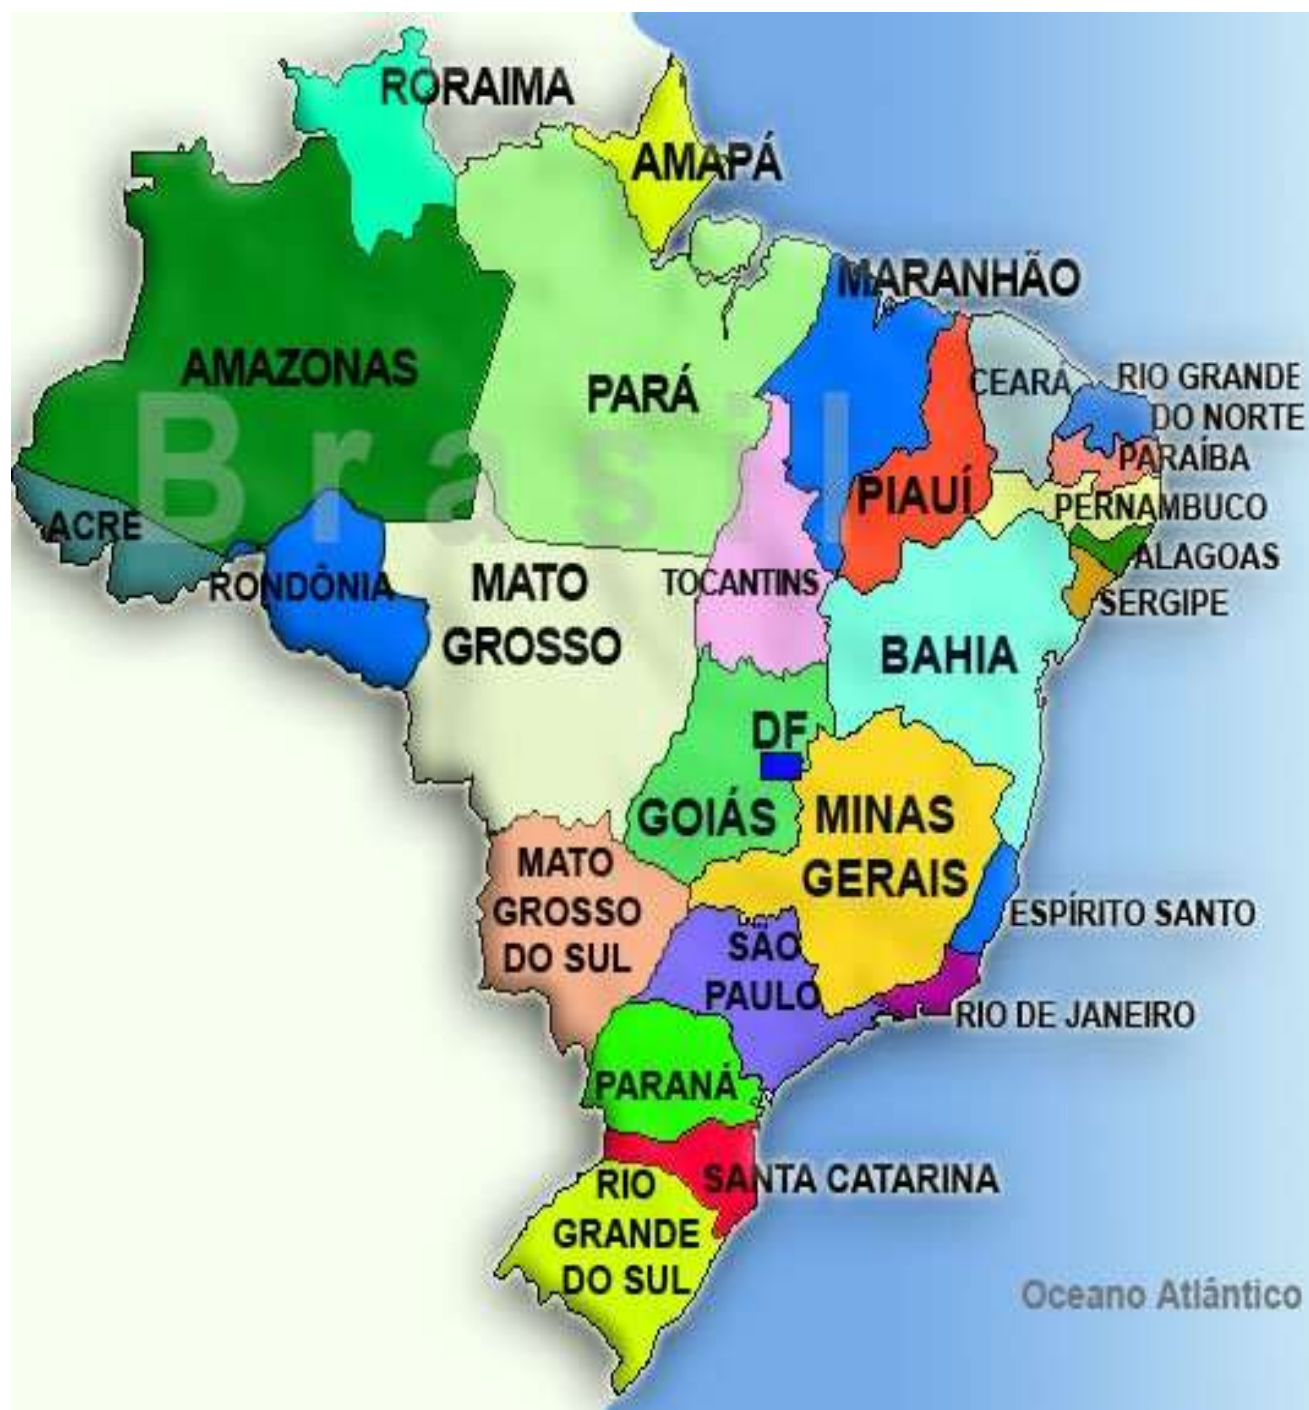 RORAIMA
AMAPÁ
MARANHÃO
AMAZONAS
PARÁ
CEARÁ
RIO GRANDE
DO NORTE
PARAÍBA
Brasil
PIAUÍ
PERNAMBUCO
ACRE
RONDÔNIA
MATO
GROSSO
TOCANTINS
ALAGOAS
SERGIPE
BAHIA
DF
GOIÁS
MINAS
GERAIS
MATO
GROSSO
DO SUL
ESPÍRITO SANTO
SÃO
PAULO
RIO DE JANEIRO
PARANÁ
SANTA CATARINA
RIO
GRANDE
DO SUL
Oceano Atlântico